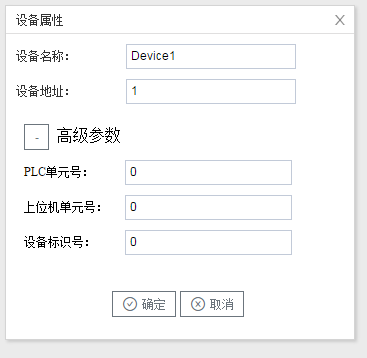 设备属性
设备名称: Device1
设备地址: 1
- 高级参数
PLC单元号: 0
上位机单元号: 0
设备标识号: 0
确定 取消